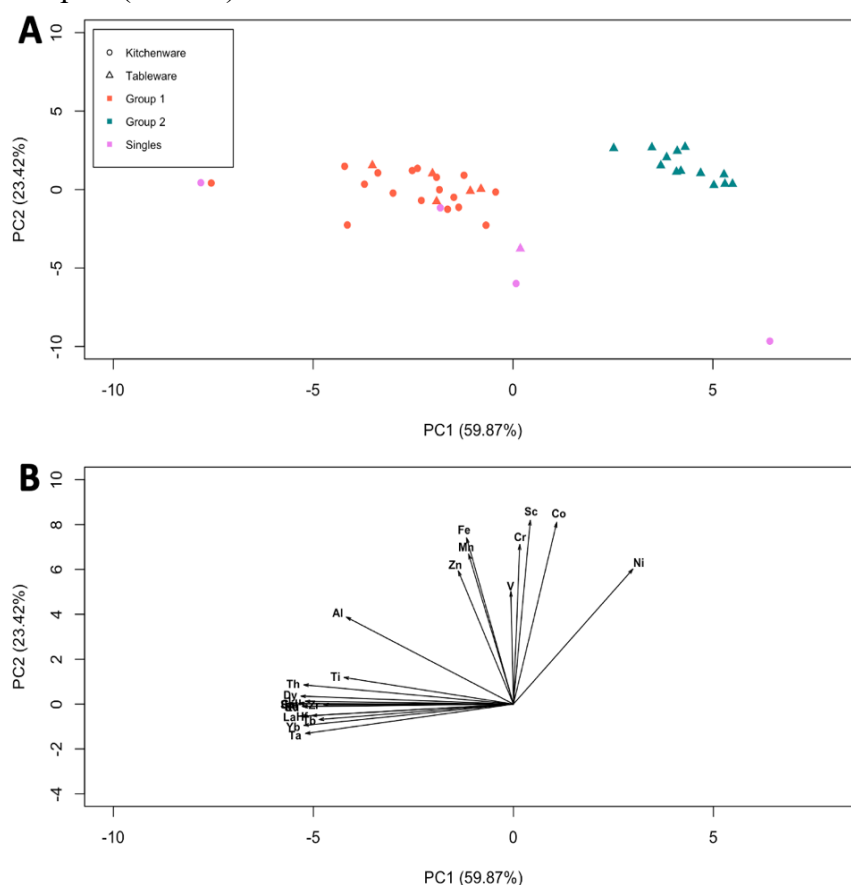 A
Kitchenware
Tableware
Group 1
Group 2
Singles
10
5
0
-5
-10
PC2 (23.42%)
-10
-5
0
5
PC1 (59.87%)
B
10
8
6
4
2
0
-2
-4
PC2 (23.42%)
Sc
Co
Fe
Cr
Mn
Zn
Ni
V
Al
Ti
Th
Dy
La
Tb
Yb
Ta
-10
-5
0
5
PC1 (59.87%)